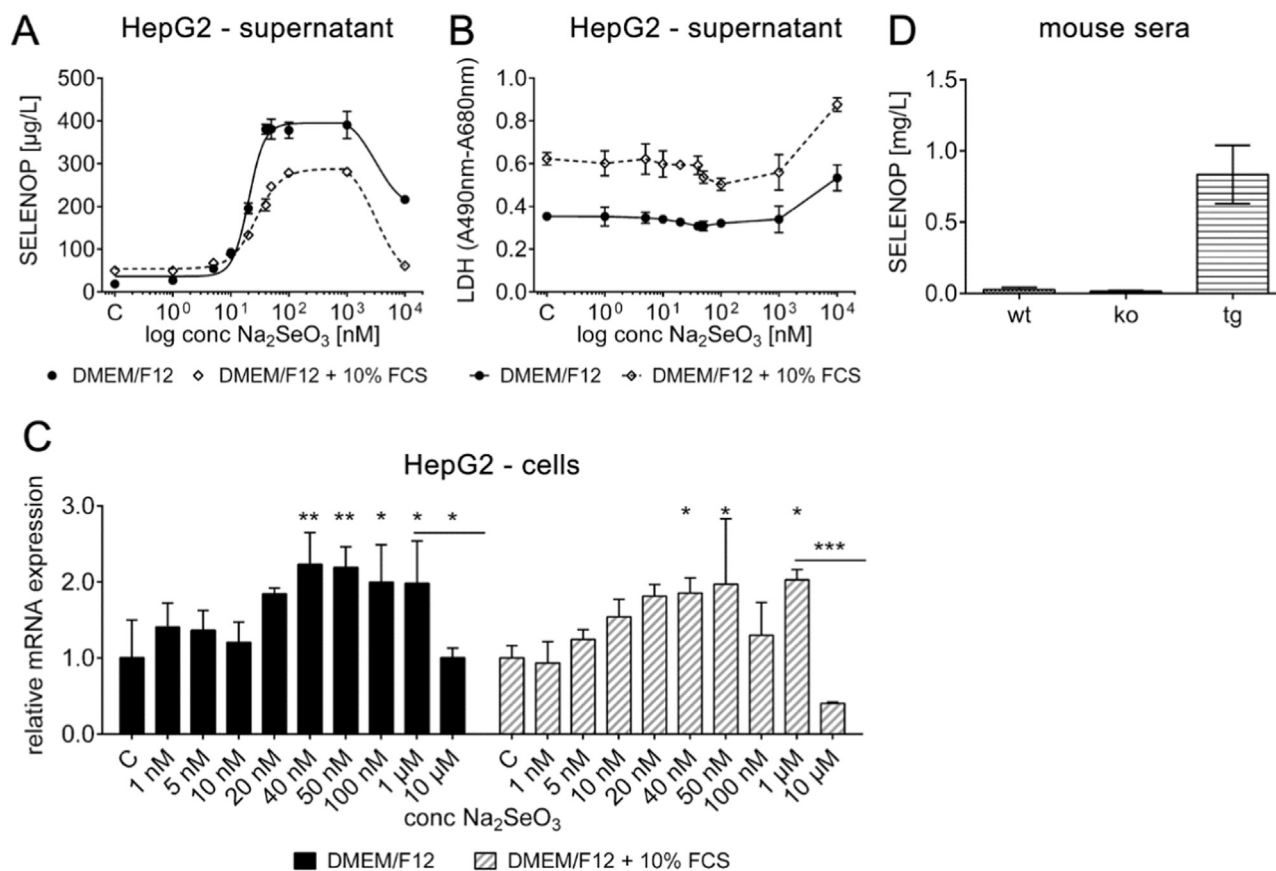 A HepG2 - supernatant
SELENOP [µg/L]
500
400
300
200
100
0
C 10⁰ 10¹ 10² 10³ 10⁴
log conc Na₂SeO₃ [nM]
DMEM/F12 DMEM/F12 + 10% FCS
B HepG2 - supernatant
LDH (A490nm-A680nm)
1.0
0.8
0.6
0.4
0.2
0.0
C 10⁰ 10¹ 10² 10³ 10⁴
log conc Na₂SeO₃ [nM]
DMEM/F12 DMEM/F12 + 10% FCS
D mouse sera
SELENOP [mg/L]
1.5
1.0
0.5
0.0
wt ko tg
C
HepG2 - cells
relative mRNA expression
3.0
2.0
1.0
0.0
** ** * * * * * *
***
C 1 nM 5 nM 10 nM 20 nM 40 nM 50 nM 100 nM 1 µM 10 µM C 1 nM 5 nM 10 nM 20 nM 40 nM 50 nM 100 nM 1 µM 10 µM
conc Na₂SeO₃
DMEM/F12 DMEM/F12 + 10% FCS